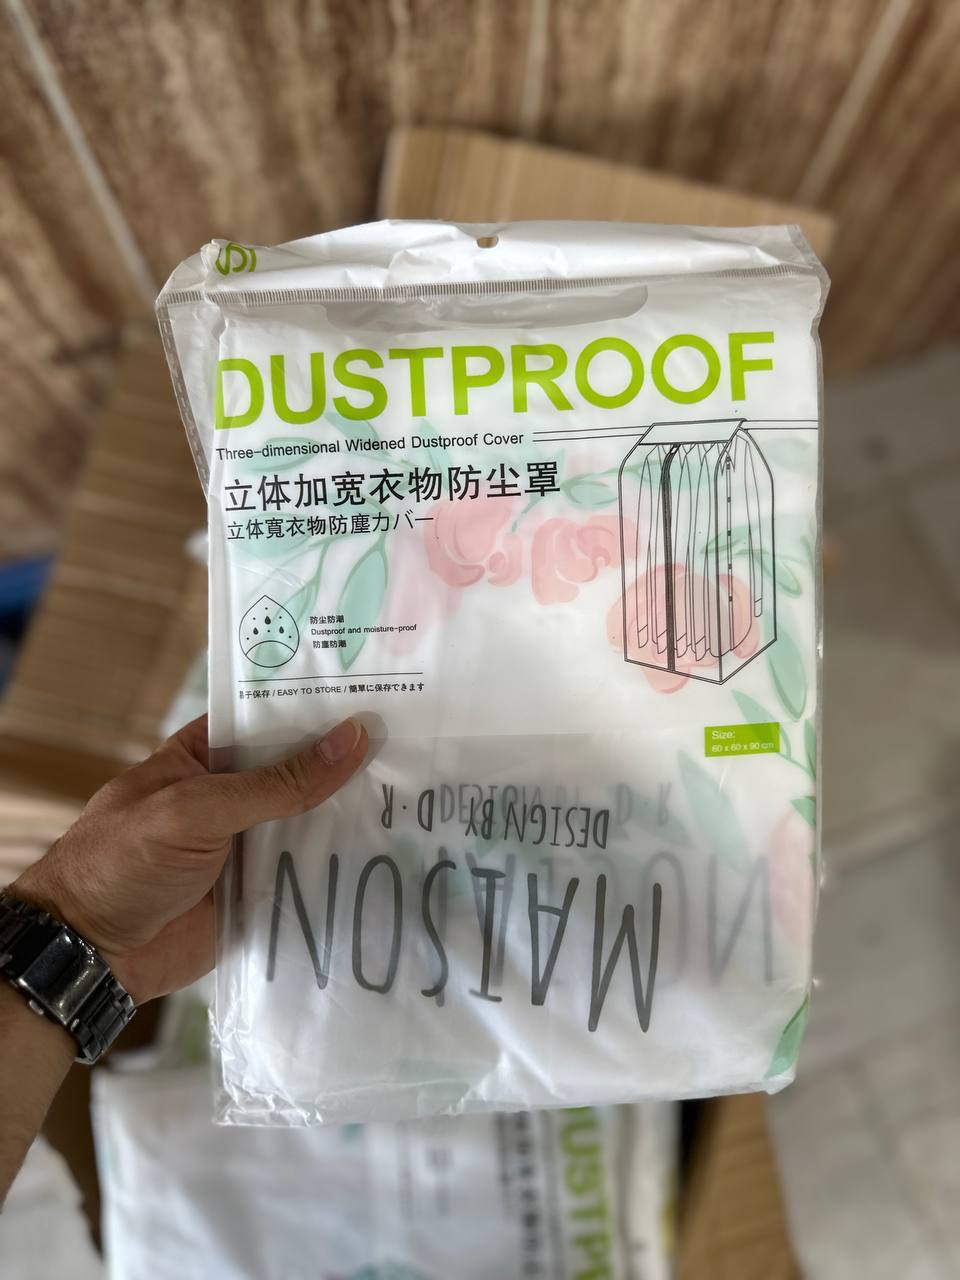 DUSTPROOF
Three-dimensional Widened Dustproof Cover
立体加宽衣物防尘罩
立体寬衣物防塵カバー
防尘防潮
Dustproof and moisture-proof
防塵防潮
易于保存 / EASY TO STORE / 簡單に保存できます
Size:
60 x 60 x 90 cm
DESIGN BY D·R
MAISON
DUSTP